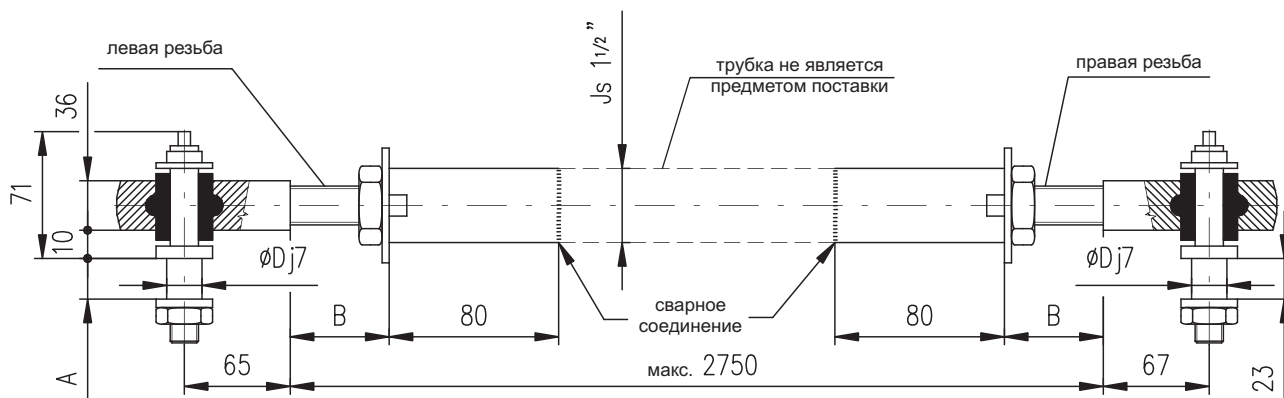 левая резьба
Js 1 1/2”
трубка не является
предметом поставки
правая резьба
36
71
10
A
øDj7
øDj7
B
80
сварное
соединение
80
B
65
макс. 2750
67
23